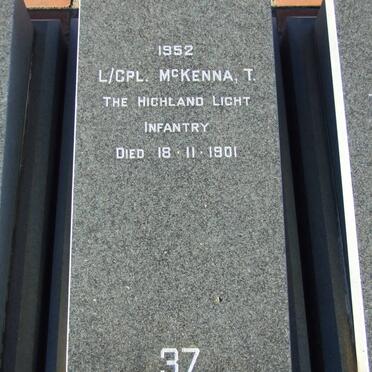 1952
L/Cpl. McKenna, T.
The Highland Light
Infantry
Died 18·11·1901
37